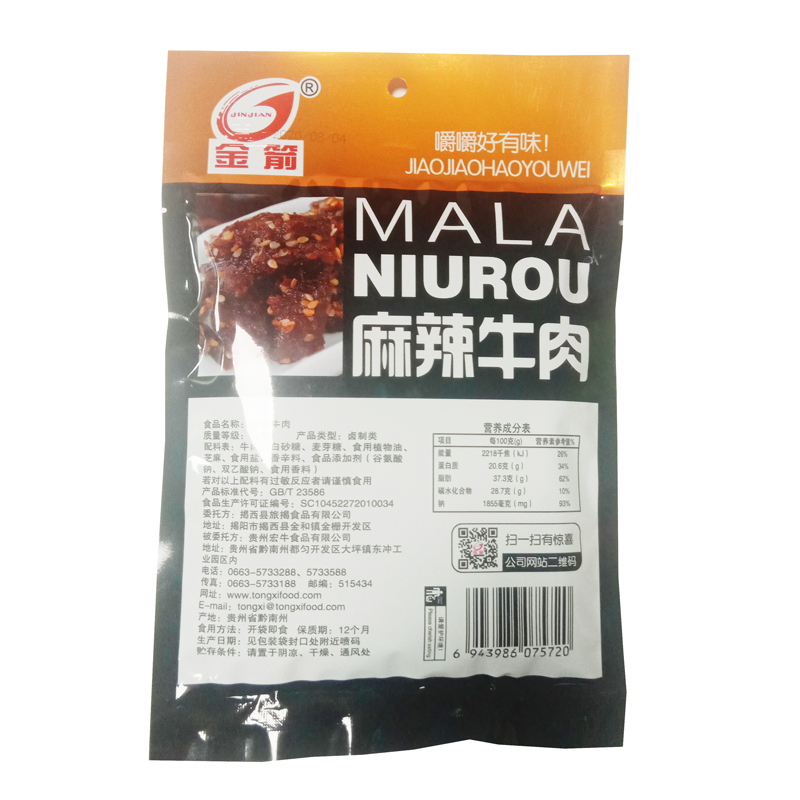 JINJIAN
®
金箭
嚼嚼好有味!
JIAOJIAOHAOYOUWEI
MALA
NIUROU
麻辣牛肉
食品名称: 牛肉
质量等级: 产品类型: 卤制类
配料表: 牛 白砂糖、麦芽糖、食用植物油、
芝麻、食用盐 香辛料、食品添加剂 (谷氨酸
钠、双乙酸钠、食用香料)
若对以上配料有过敏反应者请谨慎食用
产品标准代号: GB/T 23586
食品生产许可证编号: SC10452272010034
委托方: 揭西县旅揭食品有限公司
地址: 揭阳市揭西县金和镇金栅开发区
被委托方: 贵州宏牛食品有限公司
地址: 贵州省黔南州都匀开发区大坪镇东冲工
业园区内
电话: 0663-5733288、5733588
传真: 0663-5733188 邮编: 515434
网址: www.tongxifood.com
E-mail: tongxi@tongxifood.com
产地: 贵州省黔南州
食用方法: 开袋即食 保质期: 12个月
生产日期: 见包装袋封口处附近喷码
贮存条件: 请置于阴凉、干燥、通风处
营养成分表
项目 每100克(g) 营养素参考值%
能量 2218千焦 (kJ) 26%
蛋白质 20.6克 (g) 34%
脂肪 37.3克 (g) 62%
碳水化合物 28.7克 (g) 10%
钠 1855毫克 (mg) 93%
扫一扫有惊喜
公司网站二维码
6 943986 075720